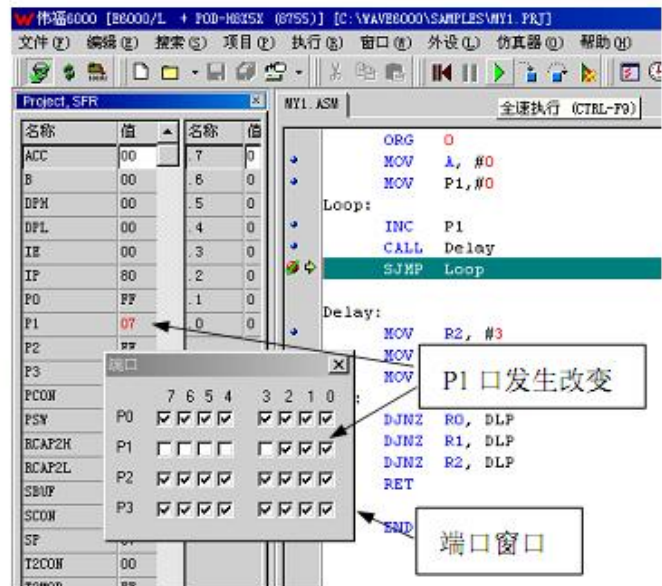 伟福6000 [E6000/L + POD-H8X5X (8755)] [C:\WAVE6000\SAMPLES\MY1.PRJ]
文件(F) 编辑(E) 搜索(S) 项目(P) 执行(R) 窗口(W) 外设(L) 仿真器(O) 帮助(H)
Project, SFR
MY1.ASM
全速执行 (CTRL-F9)
名称 值 名称 值
ACC 00 .7 0
B 00 .6 0
DPH 00 .5 0
DPL 00 .4 0
IE 00 .3 0
IP 80 .2 0
P0 FF .1 0
P1 07 .0 0
P2 FF
P3
PCON
PSW
RCAP2H
RCAP2L
SBUF
SCON
SP 07
T2CON 00
T2MOD FF
ORG 0
MOV A, #0
MOV P1,#0
Loop:
INC P1
CALL Delay
SJMP Loop
Delay:
MOV R2, #3
MOV
MOV
:
DJNZ R0, DLP
DJNZ R1, DLP
DJNZ R2, DLP
RET
END
端口
7 6 5 4 3 2 1 0
P0
P1
P2
P3
P1 口发生改变
端口窗口